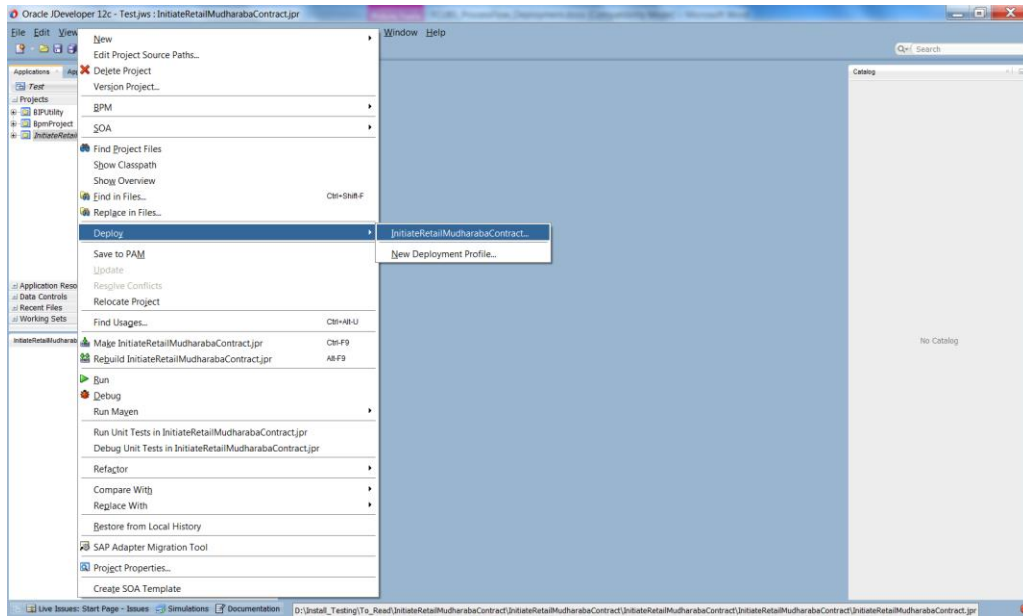 Oracle JDeveloper 12c - Test.jws : InitiateRetailMudharabaContract.jpr
File Edit View
Window Help
Search
Applications
Test
Projects
BIPUtility
BpmProject
InitiateRetail
Application Reso
Data Controls
Recent Files
Working Sets
InitiateRetailMudharab
New
Edit Project Source Paths...
Delete Project
Version Project...
BPM
SOA
Find Project Files
Show Classpath
Show Overview
Find in Files... Ctrl+Shift-F
Replace in Files...
Deploy
InitiateRetailMudharabaContract...
New Deployment Profile...
Save to PAM
Update
Resolve Conflicts
Relocate Project
Find Usages... Ctrl+Alt-U
Make InitiateRetailMudharabaContract.jpr Ctrl-F9
Rebuild InitiateRetailMudharabaContract.jpr Alt-F9
Run
Debug
Run Maven
Run Unit Tests in InitiateRetailMudharabaContract.jpr
Debug Unit Tests in InitiateRetailMudharabaContract.jpr
Refactor
Compare With
Replace With
Restore from Local History
SAP Adapter Migration Tool
Project Properties...
Create SOA Template
Catalog
No Catalog
Live Issues: Start Page - Issues Simulations Documentation
D:\Install_Testing\To_Read\InitiateRetailMudharabaContract\InitiateRetailMudharabaContract\InitiateRetailMudharabaContract\InitiateRetailMudharabaContract\InitiateRetailMudharabaContract.jpr